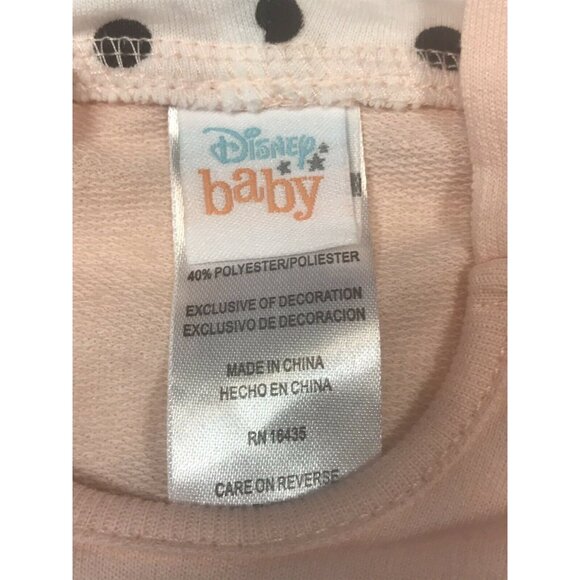 Disney
baby
40% POLYESTER/POLIESTER
EXCLUSIVE OF DECORATION
EXCLUSIVO DE DECORACION
MADE IN CHINA
HECHO EN CHINA
RN 16435
CARE ON REVERSE